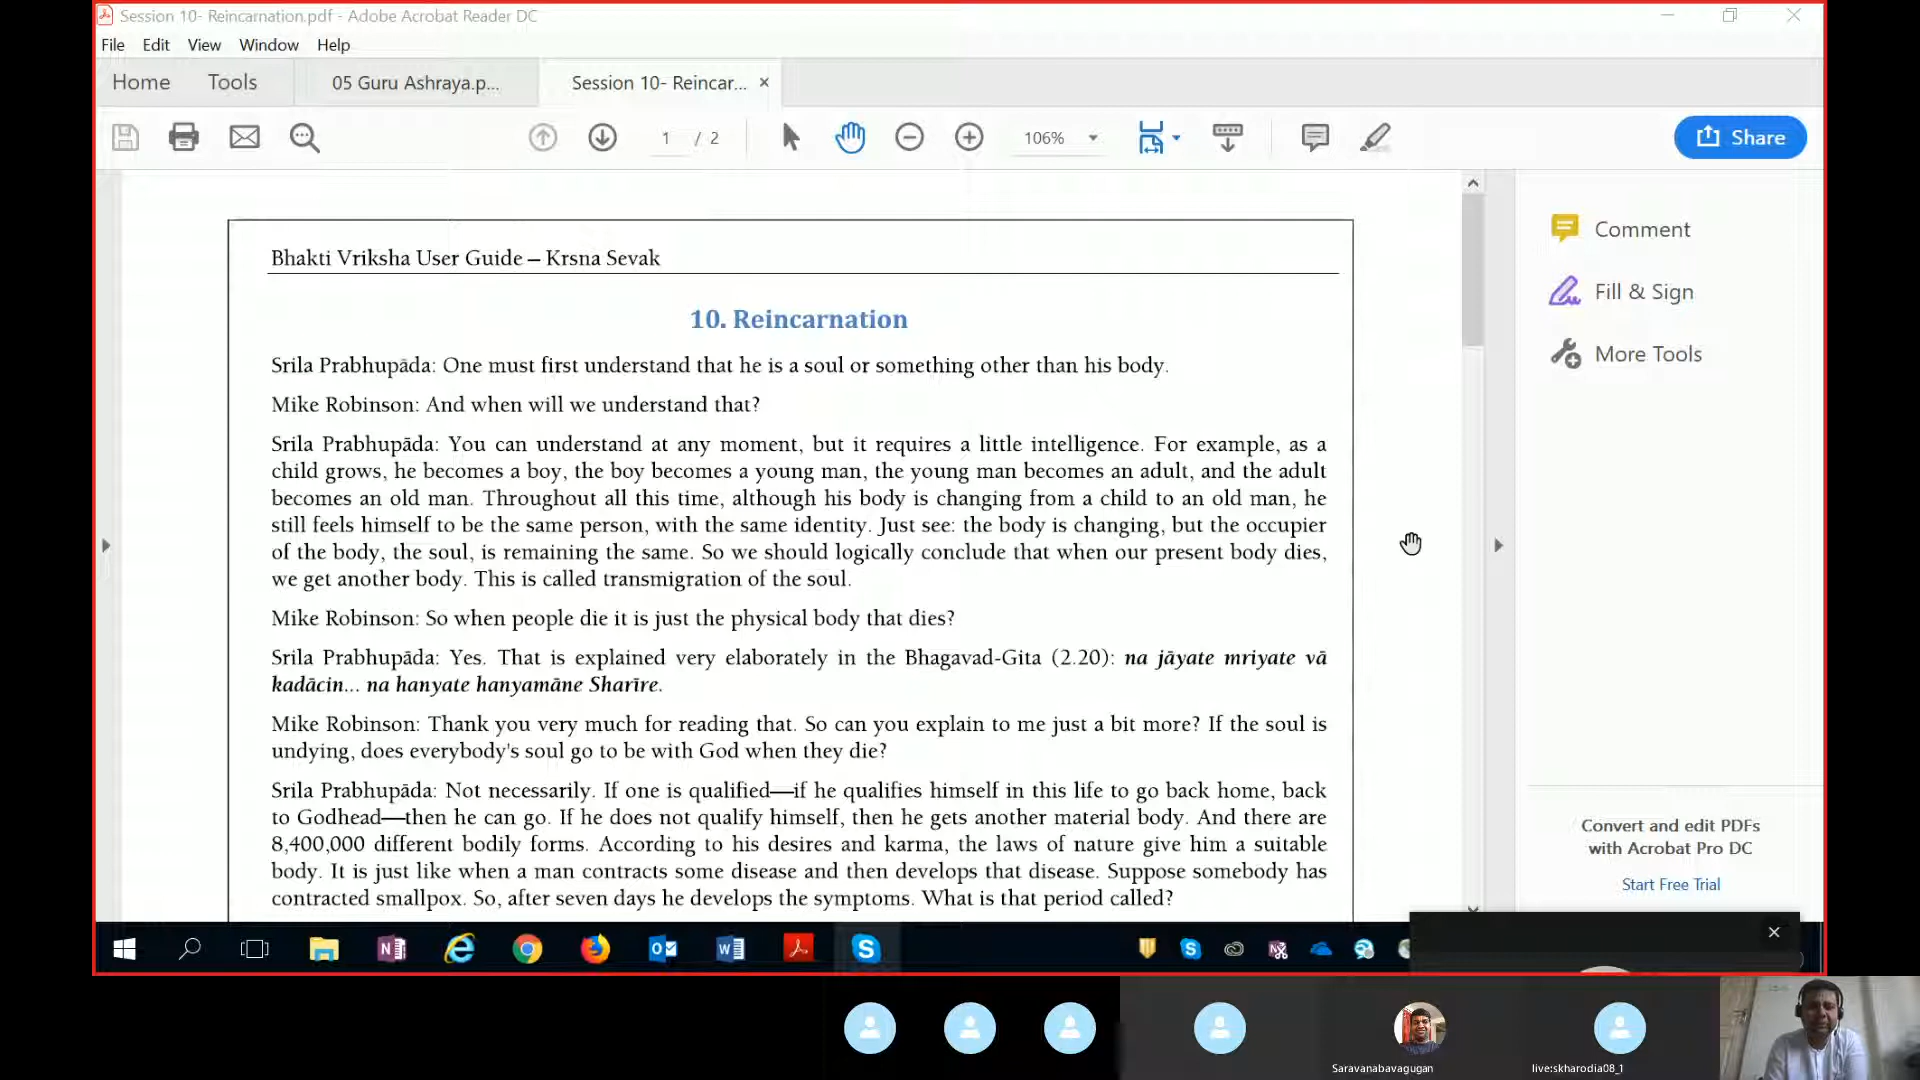 Session 10- Reincarnation.pdf - Adobe Acrobat Reader DC
File Edit View Window Help
Home Tools 05 Guru Ashraya.p... Session 10- Reincar... ×
1 / 2 106% Share
Bhakti Vriksha User Guide – Krsna Sevak
10. Reincarnation
Srila Prabhupāda: One must first understand that he is a soul or something other than his body.
Mike Robinson: And when will we understand that?
Srila Prabhupāda: You can understand at any moment, but it requires a little intelligence. For example, as a
child grows, he becomes a boy, the boy becomes a young man, the young man becomes an adult, and the adult
becomes an old man. Throughout all this time, although his body is changing from a child to an old man, he
still feels himself to be the same person, with the same identity. Just see: the body is changing, but the occupier
of the body, the soul, is remaining the same. So we should logically conclude that when our present body dies,
we get another body. This is called transmigration of the soul.
Mike Robinson: So when people die it is just the physical body that dies?
Srila Prabhupāda: Yes. That is explained very elaborately in the Bhagavad-Gita (2.20): na jāyate mriyate vā
kadācin... na hanyate hanyamāne Sharīre.
Mike Robinson: Thank you very much for reading that. So can you explain to me just a bit more? If the soul is
undying, does everybody's soul go to be with God when they die?
Srila Prabhupāda: Not necessarily. If one is qualified—if he qualifies himself in this life to go back home, back
to Godhead—then he can go. If he does not qualify himself, then he gets another material body. And there are
8,400,000 different bodily forms. According to his desires and karma, the laws of nature give him a suitable
body. It is just like when a man contracts some disease and then develops that disease. Suppose somebody has
contracted smallpox. So, after seven days he develops the symptoms. What is that period called?
Comment
Fill & Sign
More Tools
Convert and edit PDFs
with Acrobat Pro DC
Start Free Trial
Saravanabavagugan
live:skharodia08_1